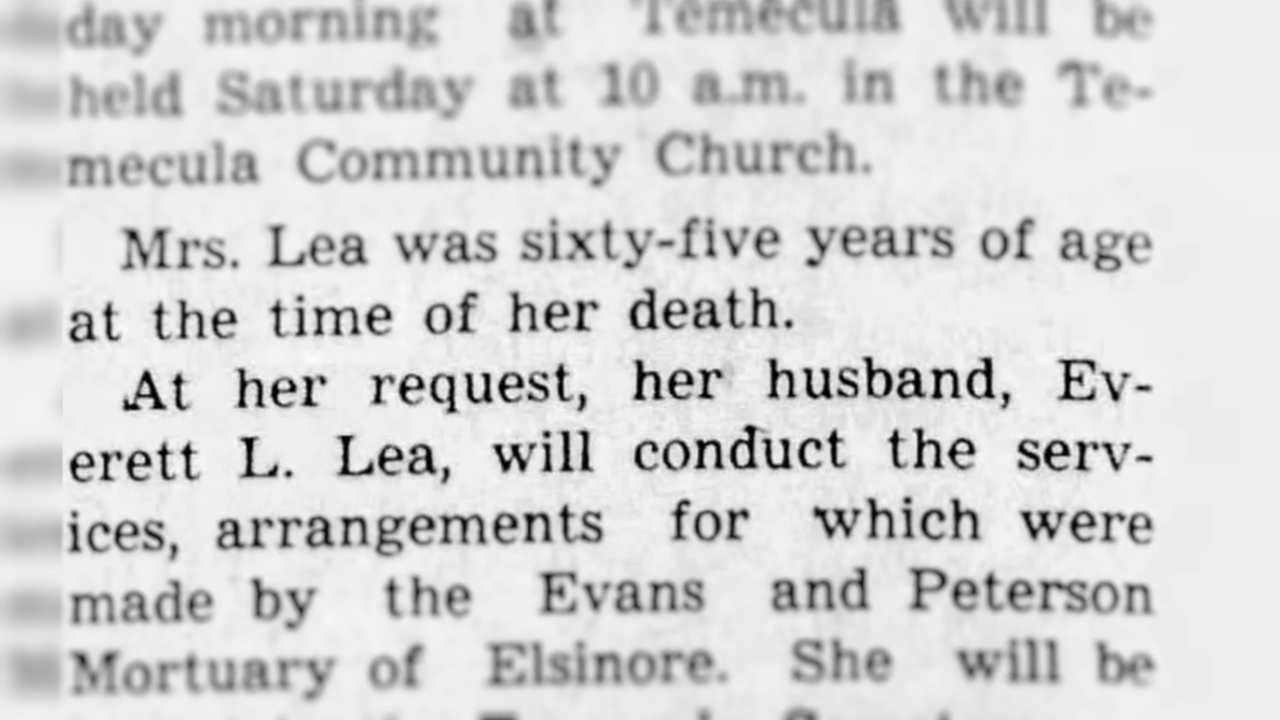 day morning at Temecula will be
held Saturday at 10 a.m. in the Te-
mecula Community Church.
Mrs. Lea was sixty-five years of age
at the time of her death.
At her request, her husband, Ev-
erett L. Lea, will conduct the serv-
ices, arrangements for which were
made by the Evans and Peterson
Mortuary of Elsinore. She will be